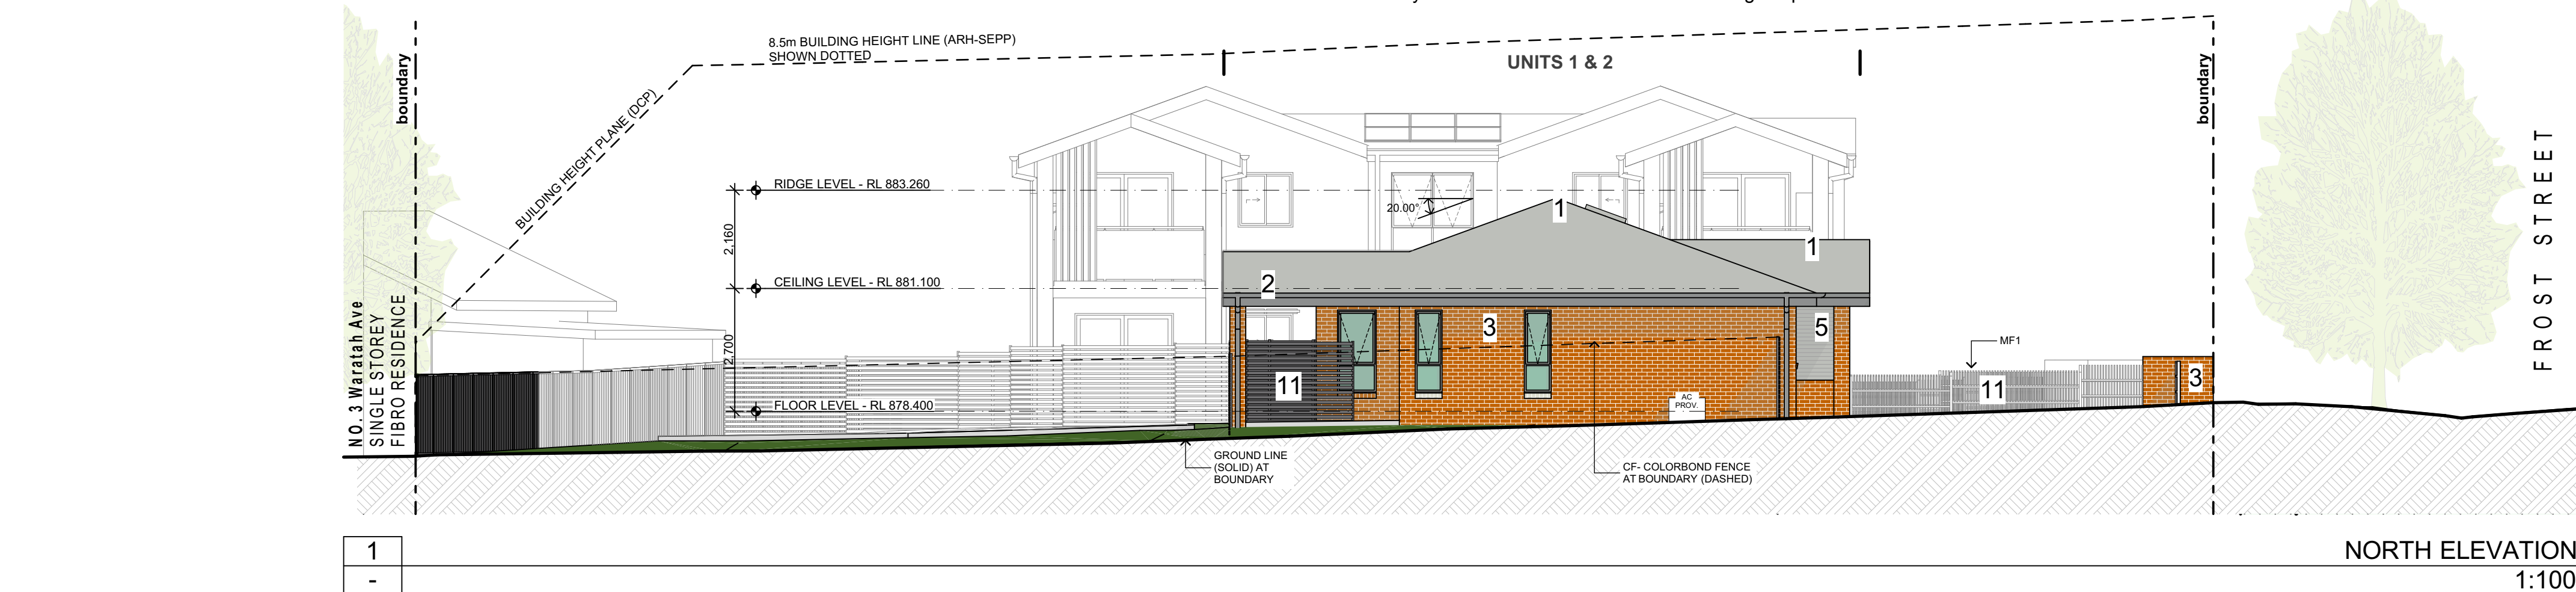 8.5m BUILDING HEIGHT LINE (ARH-SEPP)
SHOWN DOTTED
UNITS 1 & 2
boundary
boundary
BUILDING HEIGHT PLANE (DCP)
RIDGE LEVEL - RL 883.260
20.00°
1
2,160
1
CEILING LEVEL - RL 881.100
2
3
5
2,700
MF1
11
11
3
AC
PROV.
FLOOR LEVEL - RL 878.400
NO. 3 Waratah Ave
SINGLE STOREY
FIBRO RESIDENCE
FROST STREET
GROUND LINE
(SOLID) AT
BOUNDARY
CF- COLORBOND FENCE
AT BOUNDARY (DASHED)
1
-
NORTH ELEVATION
1:100